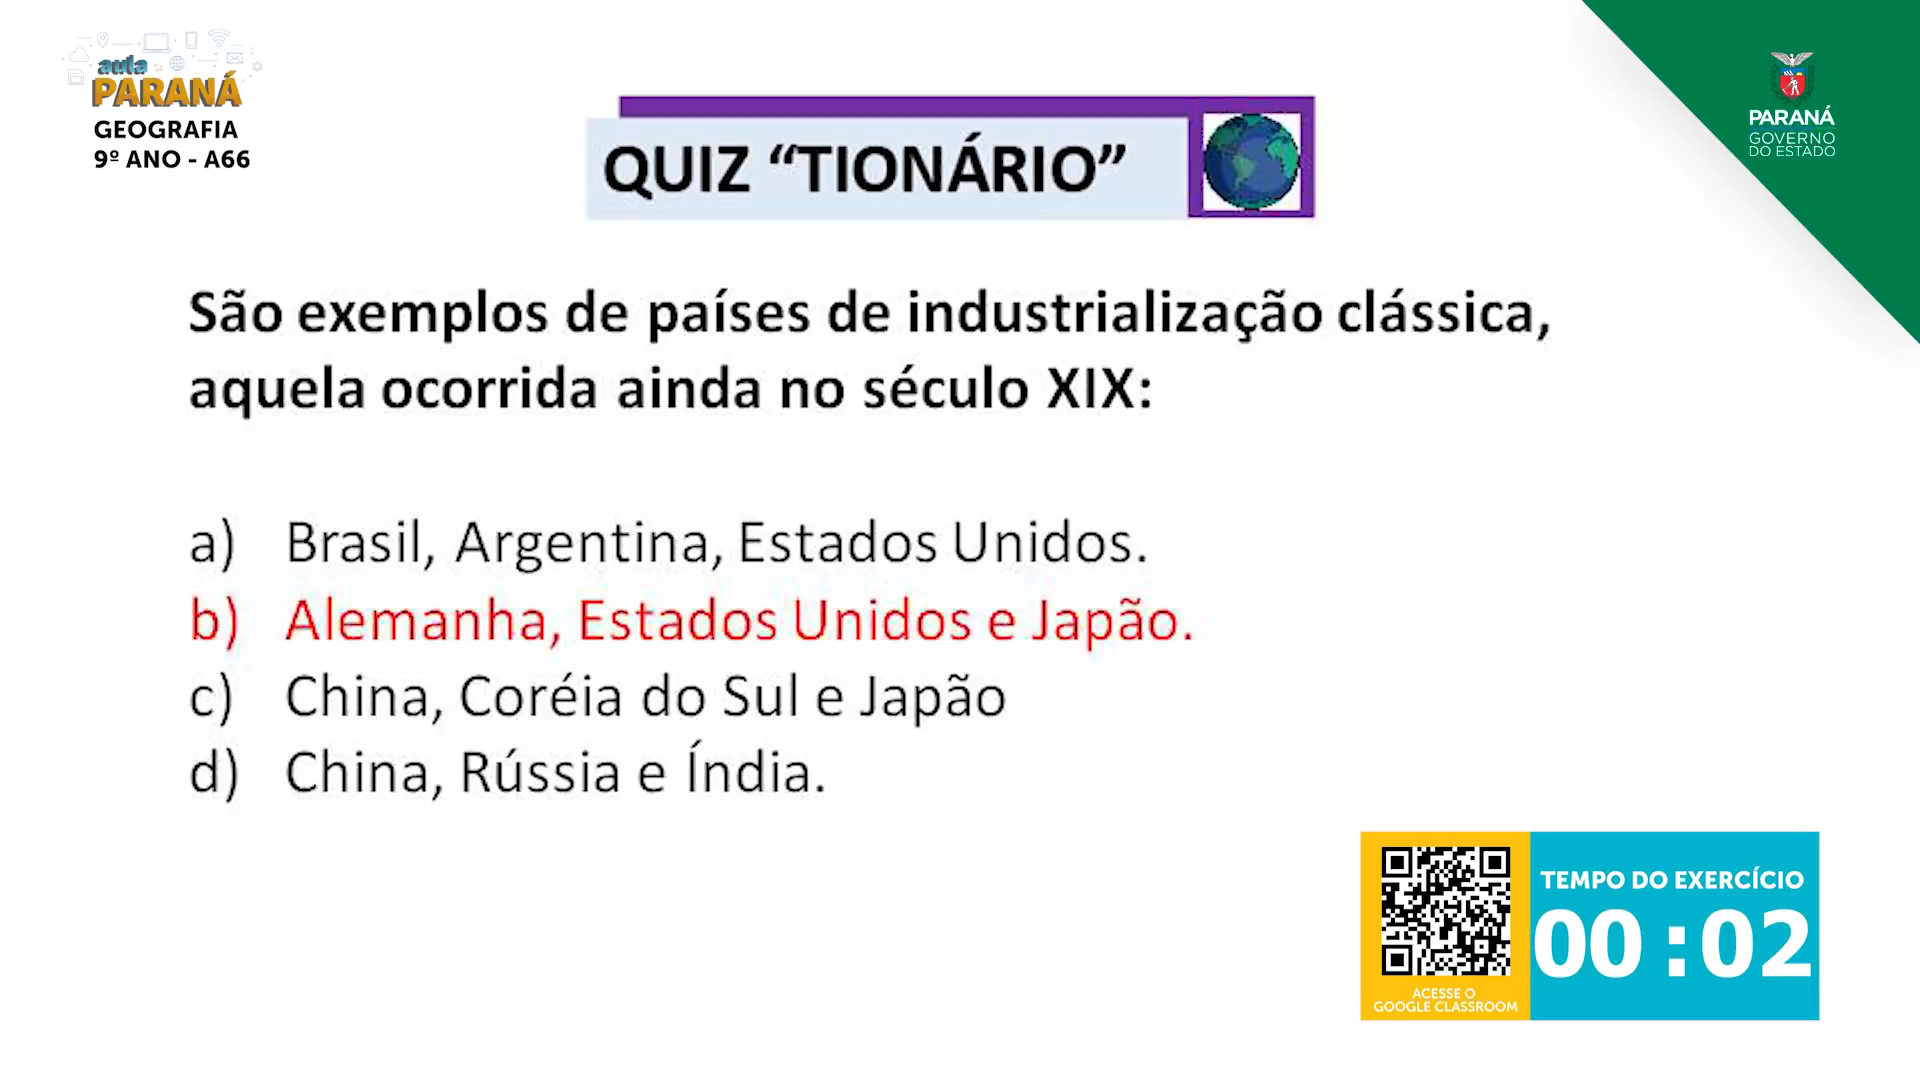 aula
PARANÁ
GEOGRAFIA
9º ANO - A66
QUIZ “TIONÁRIO”
PARANÁ
GOVERNO
DO ESTADO
São exemplos de países de industrialização clássica,
aquela ocorrida ainda no século XIX:
a) Brasil, Argentina, Estados Unidos.
b) Alemanha, Estados Unidos e Japão.
c) China, Coréia do Sul e Japão
d) China, Rússia e Índia.
TEMPO DO EXERCÍCIO
00:02
ACESSE O
GOOGLE CLASSROOM